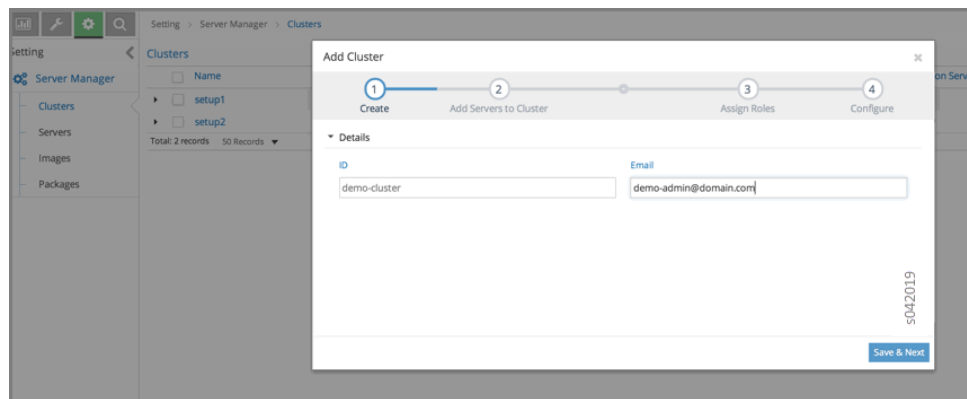 Setting > Server Manager > Clusters
Setting
Clusters
Server Manager
Name
on Serv
Clusters
setup1
setup2
Servers
Total: 2 records 50 Records
Images
Packages
Add Cluster
1
2
3
4
Create
Add Servers to Cluster
Assign Roles
Configure
Details
ID
Email
demo-cluster
demo-admin@domain.com
s042019
Save & Next